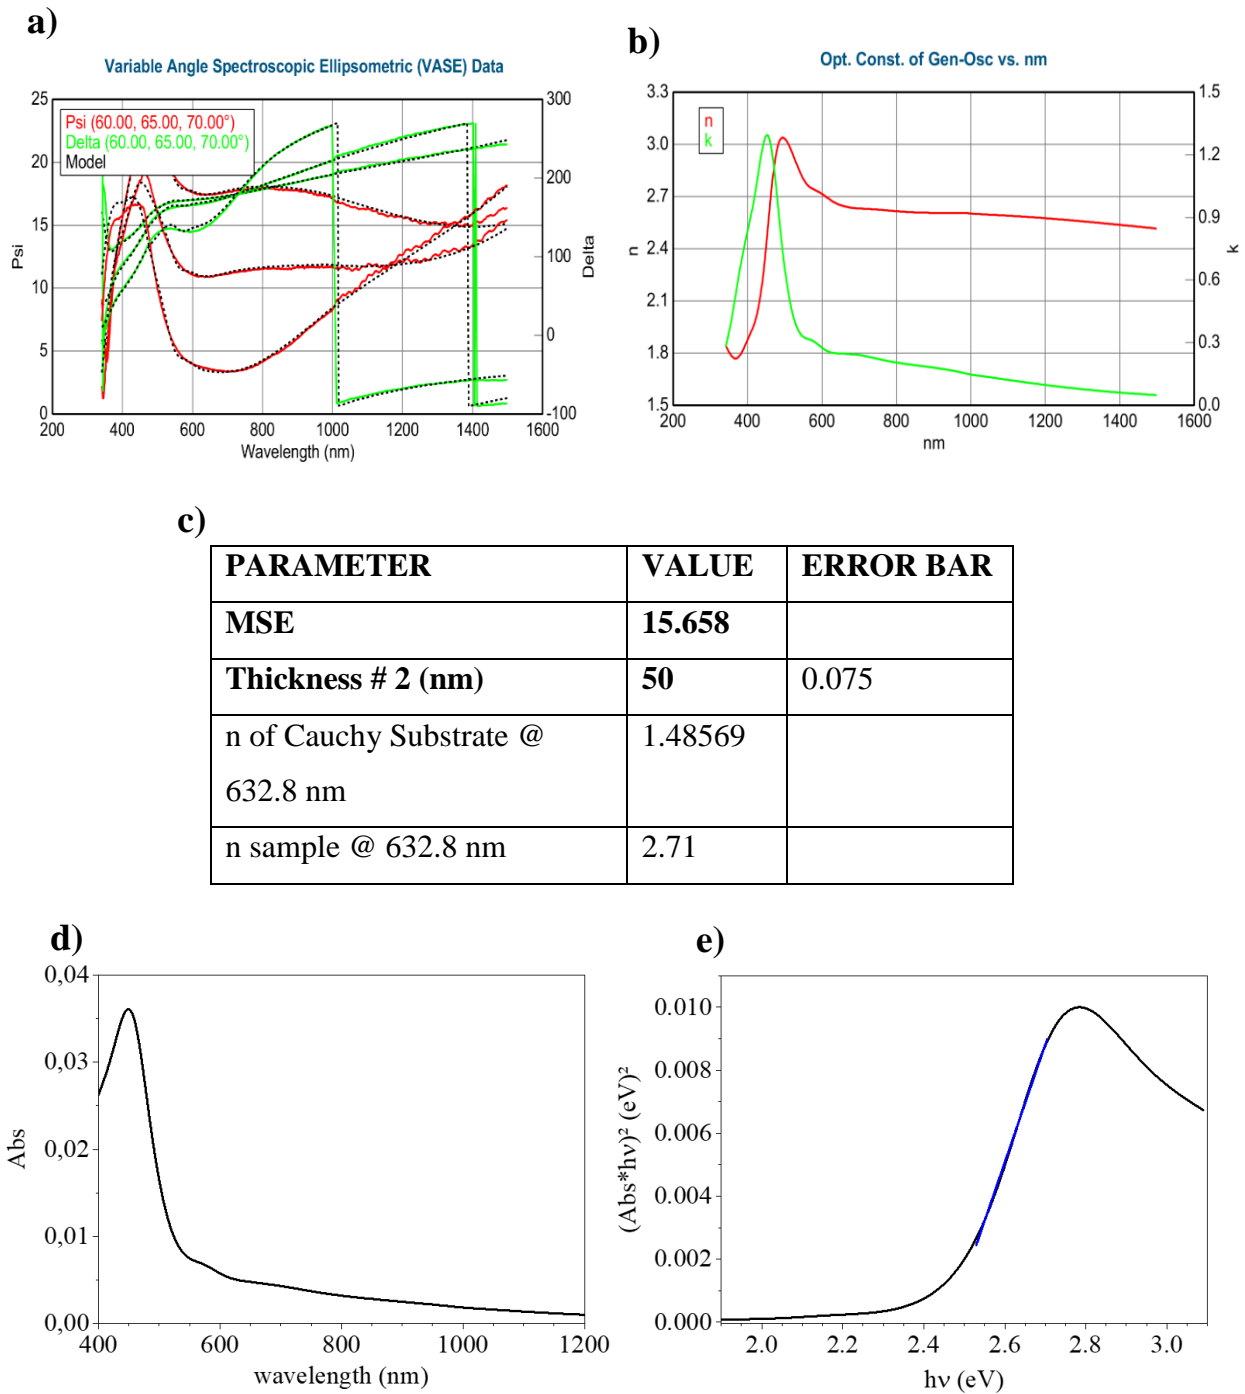 a)
Variable Angle Spectroscopic Ellipsometric (VASE) Data
25
20
15
10
5
0
Psi
300
200
100
0
-100
Delta
Psi (60.00, 65.00, 70.00°)
Delta (60.00, 65.00, 70.00°)
Model
200 400 600 800 1000 1200 1400 1600
Wavelength (nm)
b)
Opt. Const. of Gen-Osc vs. nm
3.3
3.0
2.7
2.4
2.1
1.8
1.5
n
1.5
1.2
0.9
0.6
0.3
0.0
k
n
k
200 400 600 800 1000 1200 1400 1600
nm
c)
PARAMETER VALUE ERROR BAR
MSE 15.658
Thickness # 2 (nm) 50 0.075
n of Cauchy Substrate @ 1.48569
632.8 nm
n sample @ 632.8 nm 2.71
d)
0,04
0,03
0,02
0,01
0,00
Abs
400 600 800 1000 1200
wavelength (nm)
e)
0.010
0.008
0.006
0.004
0.002
0.000
(Abs*hν)² (eV)²
2.0 2.2 2.4 2.6 2.8 3.0
hν (eV)